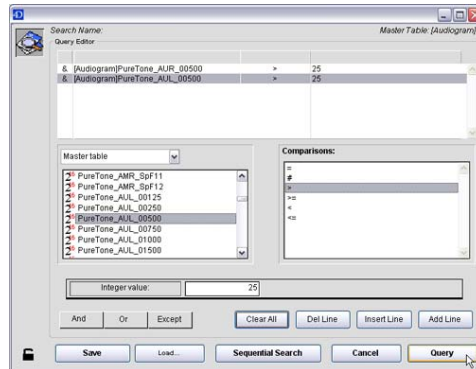 Search Name:
Master Table: [Audiogram]
Query Editor
& [Audiogram]PureTone_AUR_00500 > 25
& [Audiogram]PureTone_AUL_00500 > 25
Master table
PureTone_AMR_SpF11
PureTone_AMR_SpF12
PureTone_AUL_00125
PureTone_AUL_00250
PureTone_AUL_00500
PureTone_AUL_00750
PureTone_AUL_01000
PureTone_AUL_01500
Comparisons:
=
#
>
>=
<
<=
Integer value: 25
And Or Except Clear All Del Line Insert Line Add Line
Save Load... Sequential Search Cancel Query